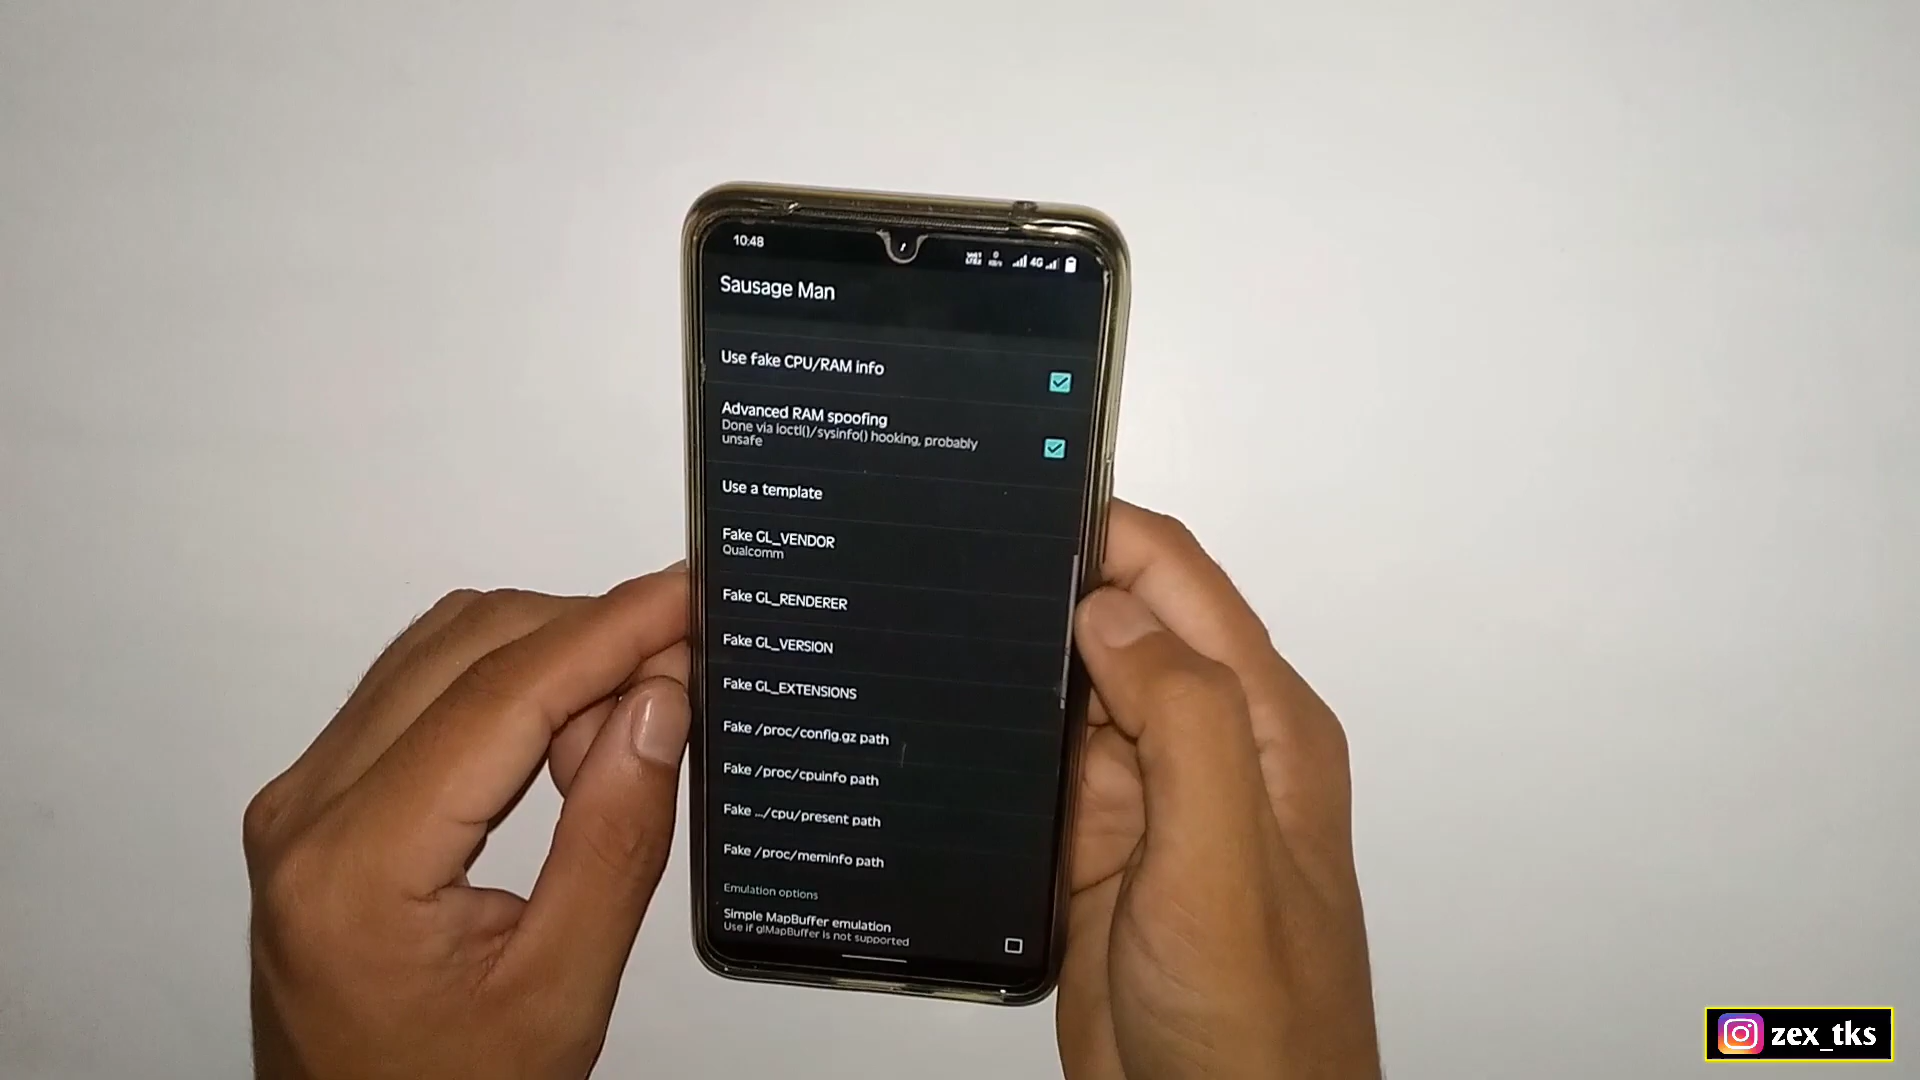 10:48
4G
Sausage Man
Use fake CPU/RAM info
Advanced RAM spoofing
Done via ioctl()/sysinfo() hooking, probably
unsafe
Use a template
Fake GL_VENDOR
Qualcomm
Fake GL_RENDERER
Fake GL_VERSION
Fake GL_EXTENSIONS
Fake /proc/config.gz path
Fake /proc/cpuinfo path
Fake .../cpu/present path
Fake /proc/meminfo path
Emulation options
Simple MapBuffer emulation
Use if glMapBuffer is not supported
zex_tks